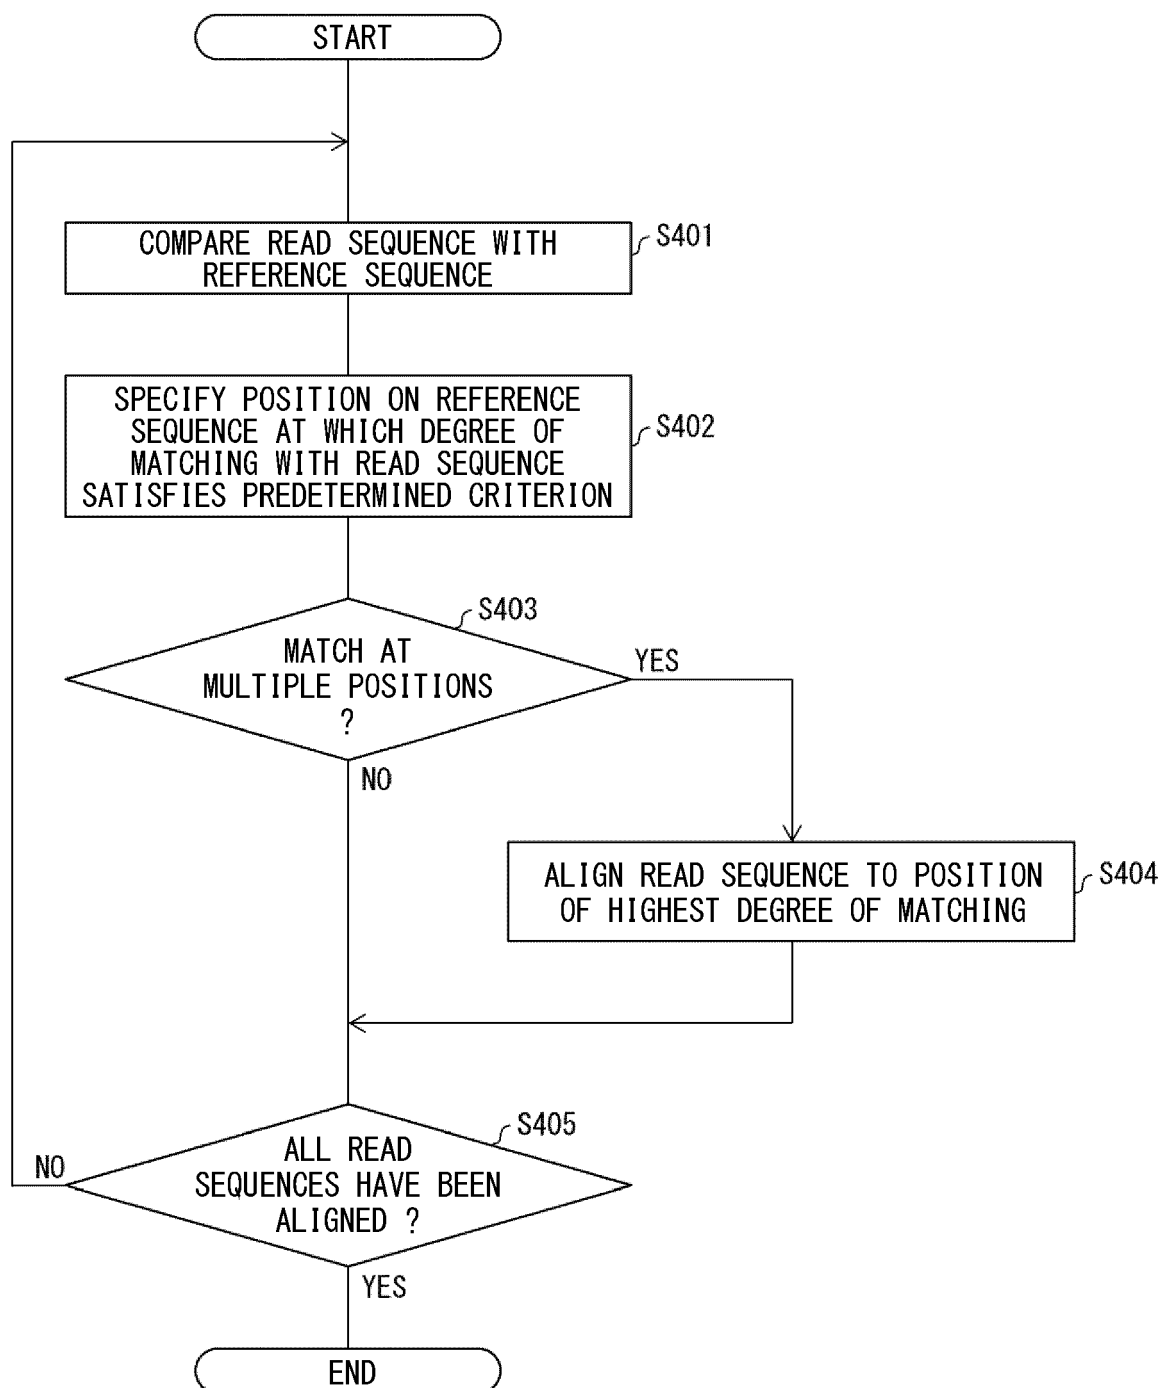 START
COMPARE READ SEQUENCE WITH
REFERENCE SEQUENCE
S401
SPECIFY POSITION ON REFERENCE
SEQUENCE AT WHICH DEGREE OF
MATCHING WITH READ SEQUENCE
SATISFIES PREDETERMINED CRITERION
S402
S403
MATCH AT
MULTIPLE POSITIONS
?
YES
NO
ALIGN READ SEQUENCE TO POSITION
OF HIGHEST DEGREE OF MATCHING
S404
S405
ALL READ
SEQUENCES HAVE BEEN
ALIGNED ?
NO
YES
END